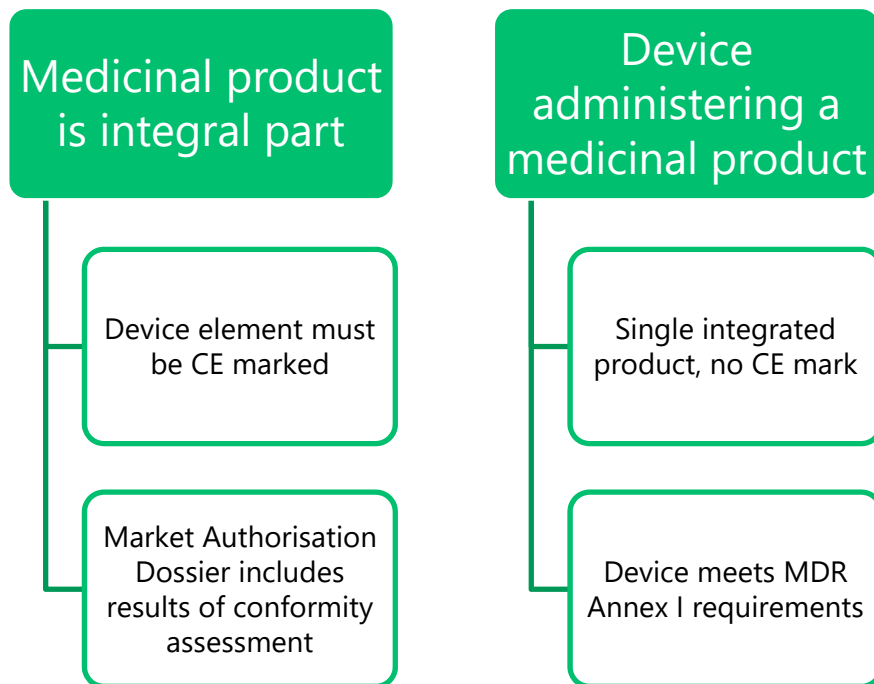 Medicinal product
is integral part
Device element must
be CE marked
Market Authorisation
Dossier includes
results of conformity
assessment
Device
administering a
medicinal product
Single integrated
product, no CE mark
Device meets MDR
Annex I requirements